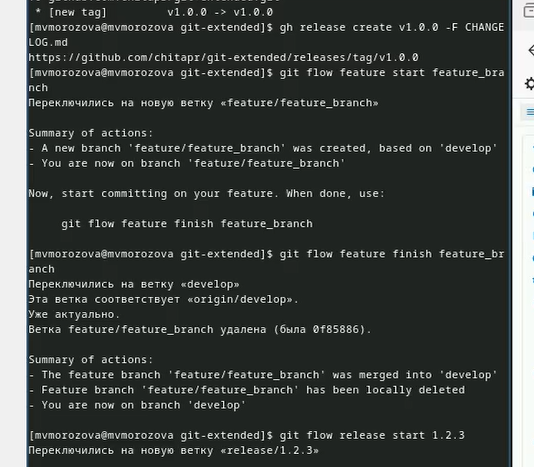 * [new tag]         v1.0.0 -> v1.0.0
[mvmorozova@mvmorozova git-extended]$ gh release create v1.0.0 -F CHANGE
LOG.md
https://github.com/chitapr/git-extended/releases/tag/v1.0.0
[mvmorozova@mvmorozova git-extended]$ git flow feature start feature_bra
nch
Переключились на новую ветку «feature/feature_branch»
Summary of actions:
- A new branch 'feature/feature_branch' was created, based on 'develop'
- You are now on branch 'feature/feature_branch'
Now, start committing on your feature. When done, use:
git flow feature finish feature_branch
[mvmorozova@mvmorozova git-extended]$ git flow feature finish feature_br
anch
Переключились на ветку «develop»
Эта ветка соответствует «origin/develop».
Уже актуально.
Ветка feature/feature_branch удалена (была 0f85886).
Summary of actions:
- The feature branch 'feature/feature_branch' was merged into 'develop'
- Feature branch 'feature/feature_branch' has been locally deleted
- You are now on branch 'develop'
[mvmorozova@mvmorozova git-extended]$ git flow release start 1.2.3
Переключились на новую ветку «release/1.2.3»